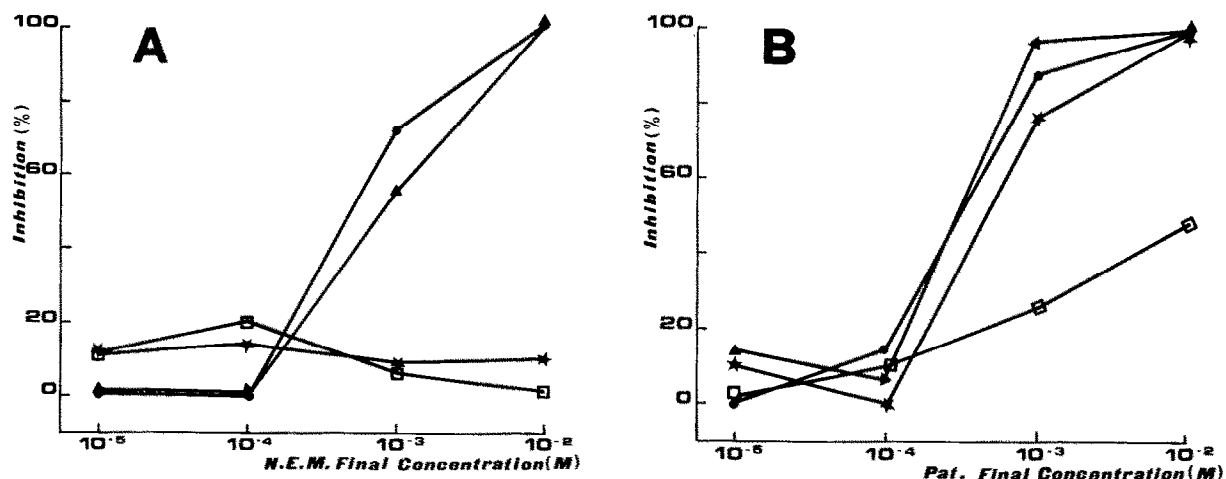 A
100
60
20
0
Inhibition (%)
10-5 10-4 10-3 10-2
N.E.M. Final Concentration (M)
B
100
60
20
0
Inhibition (%)
10-5 10-4 10-3 10-2
Pat. Final Concentration (M)